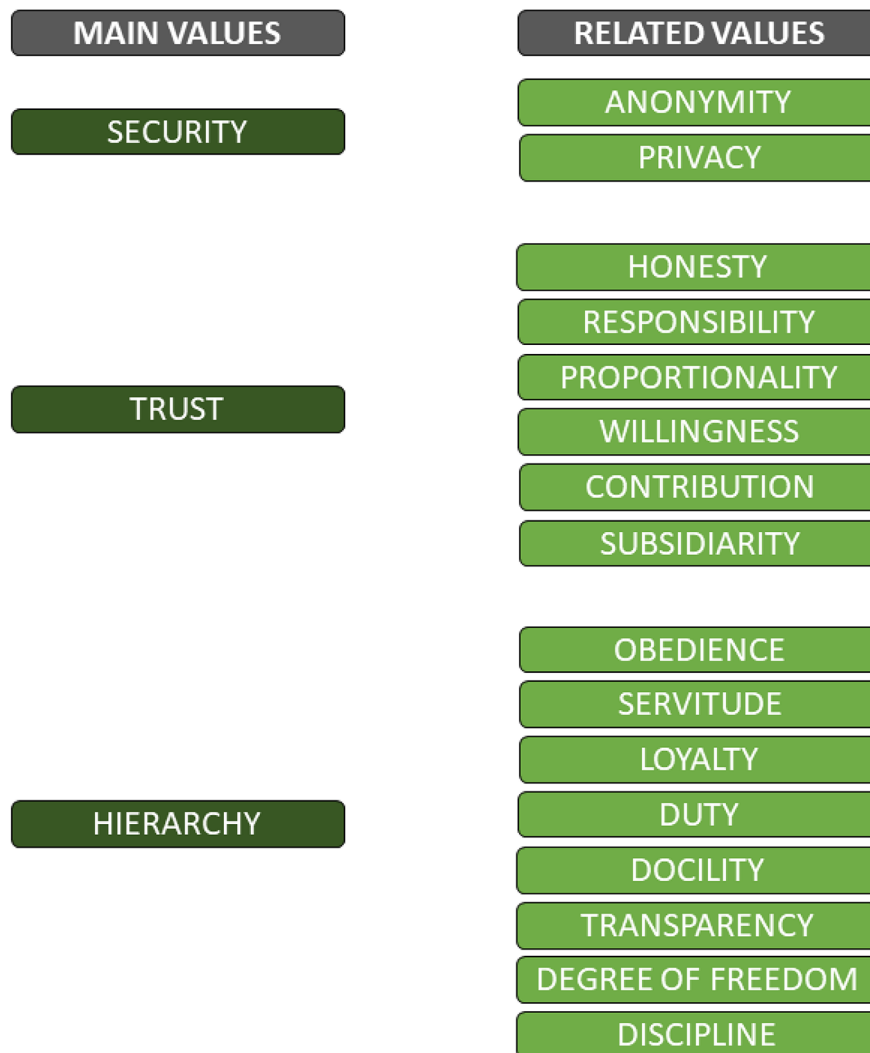 MAIN VALUES
RELATED VALUES
SECURITY
ANONYMITY
PRIVACY
TRUST
HONESTY
RESPONSIBILITY
PROPORTIONALITY
WILLINGNESS
CONTRIBUTION
SUBSIDIARITY
HIERARCHY
OBEDIENCE
SERVITUDE
LOYALTY
DUTY
DOCILITY
TRANSPARENCY
DEGREE OF FREEDOM
DISCIPLINE